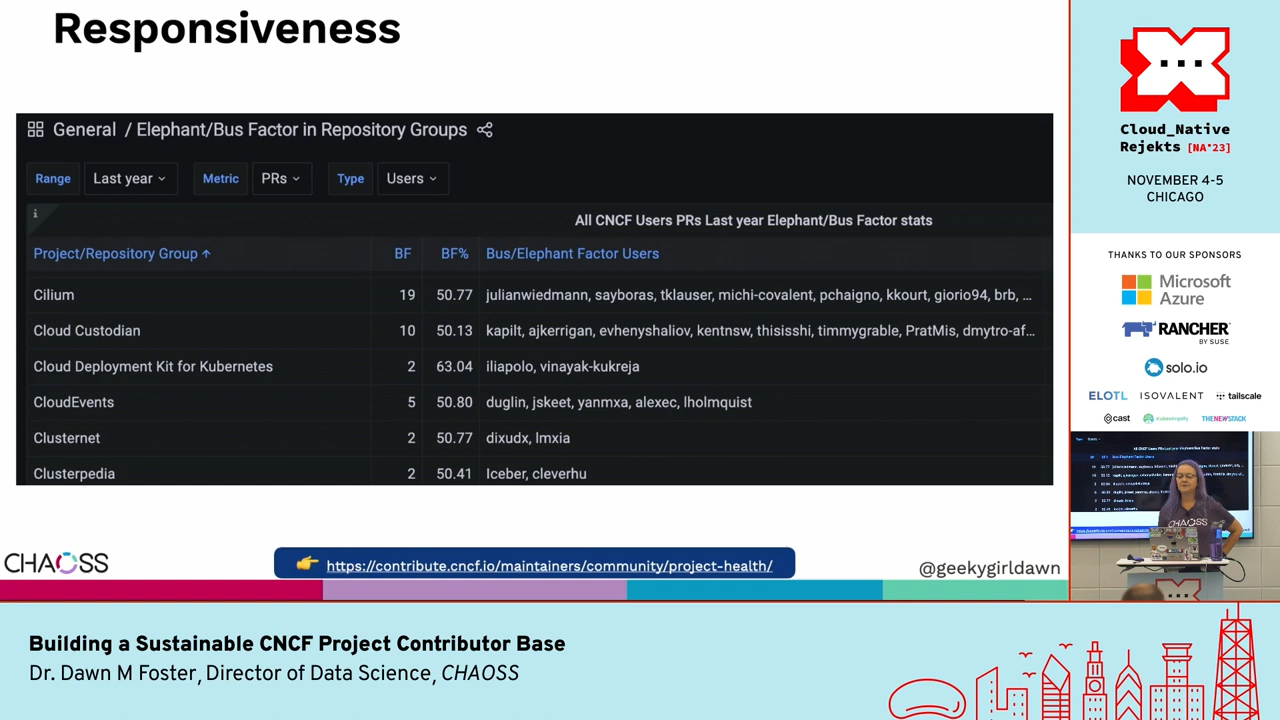 Responsiveness
General / Elephant/Bus Factor in Repository Groups
Range Last year Metric PRs Type Users
All CNCF Users PRs Last year Elephant/Bus Factor stats
Project/Repository Group BF BF% Bus/Elephant Factor Users
Cilium 19 50.77 julianwiedmann, sayboras, tklauser, michi-covalent, pchaigno, kkourt, giorio94, brb, ...
Cloud Custodian 10 50.13 kapilt, ajkerrigan, evhenyshaliov, kentnsw, thisisshi, timmygrable, PratMis, dmytro-af...
Cloud Deployment Kit for Kubernetes 2 63.04 iliapolo, vinayak-kukreja
CloudEvents 5 50.80 duglin, jskeet, yanmxa, alexec, lholmquist
Clusternet 2 50.77 dixudx, lmxia
Clusterpedia 2 50.41 Iceber, cleverhu
CHAOSS
https://contribute.cncf.io/maintainers/community/project-health/
@geekygirldawn
Cloud_Native
Rejekts [NA'23]
NOVEMBER 4-5
CHICAGO
THANKS TO OUR SPONSORS
Microsoft
Azure
RANCHER
BY SUSE
solo.io
ELOTL ISOVALENT tailscale
cast kubesimplify THENEWSTACK
CHAOSS
Building a Sustainable CNCF Project Contributor Base
Dr. Dawn M Foster, Director of Data Science, CHAOSS